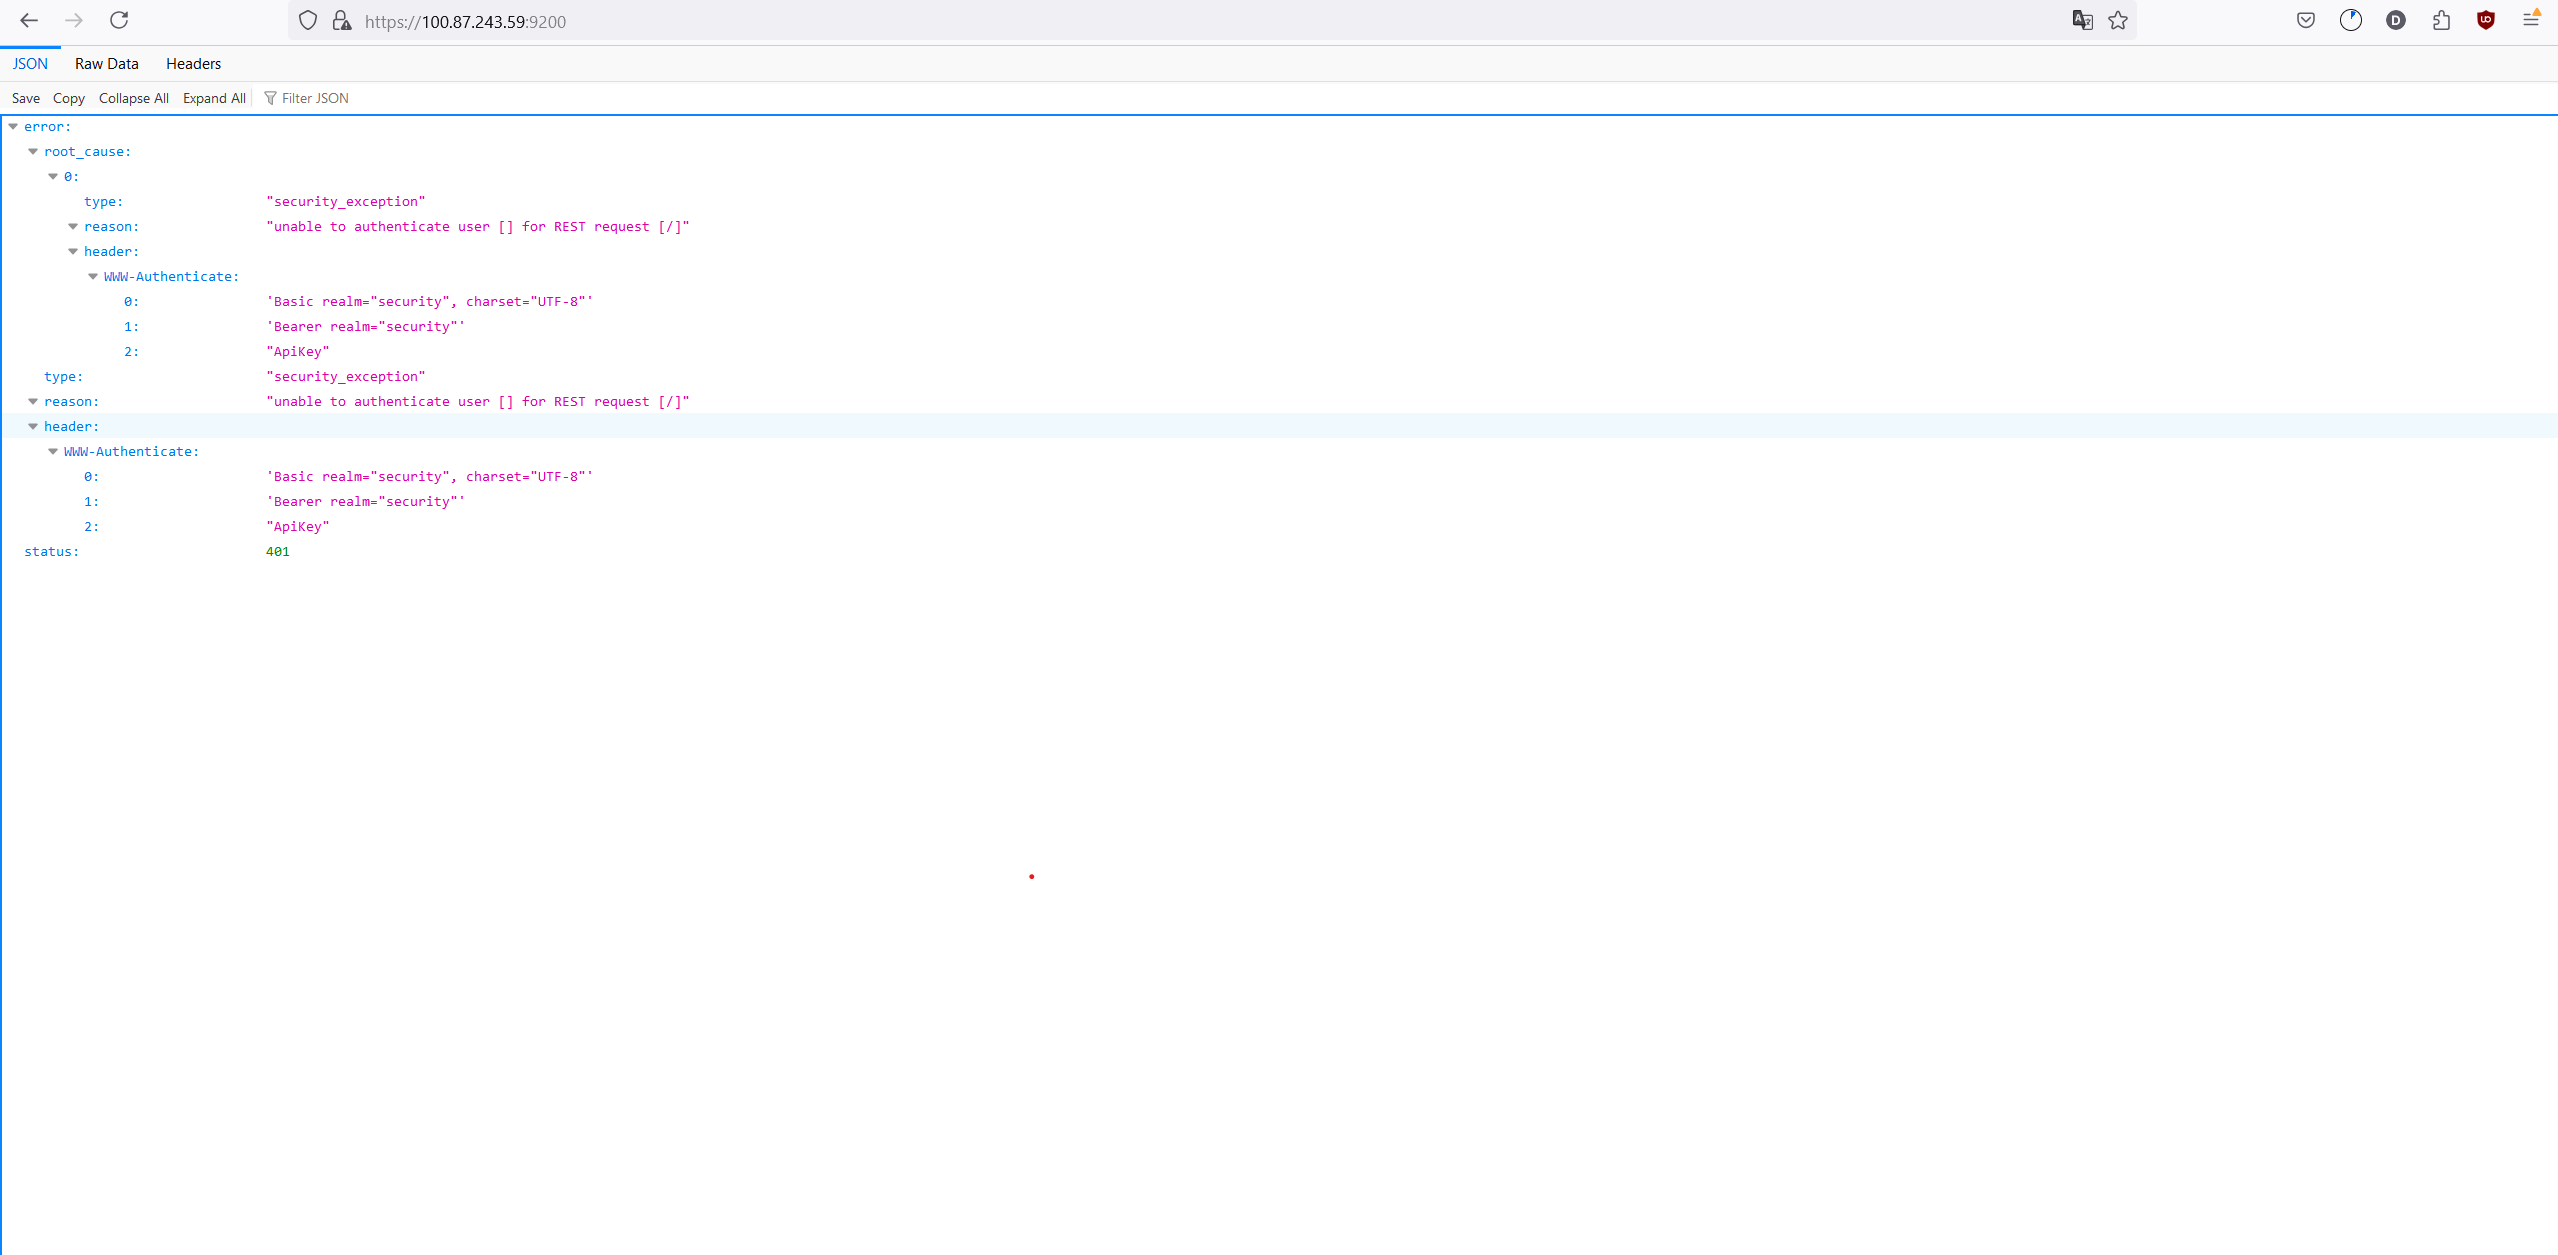 https://100.87.243.59:9200
JSON Raw Data Headers
Save Copy Collapse All Expand All Filter JSON
error:
root_cause:
0:
type: "security_exception"
reason: "unable to authenticate user [] for REST request [/]"
header:
WWW-Authenticate:
0: 'Basic realm="security", charset="UTF-8"'
1: 'Bearer realm="security"'
2: "ApiKey"
type: "security_exception"
reason: "unable to authenticate user [] for REST request [/]"
header:
WWW-Authenticate:
0: 'Basic realm="security", charset="UTF-8"'
1: 'Bearer realm="security"'
2: "ApiKey"
status: 401